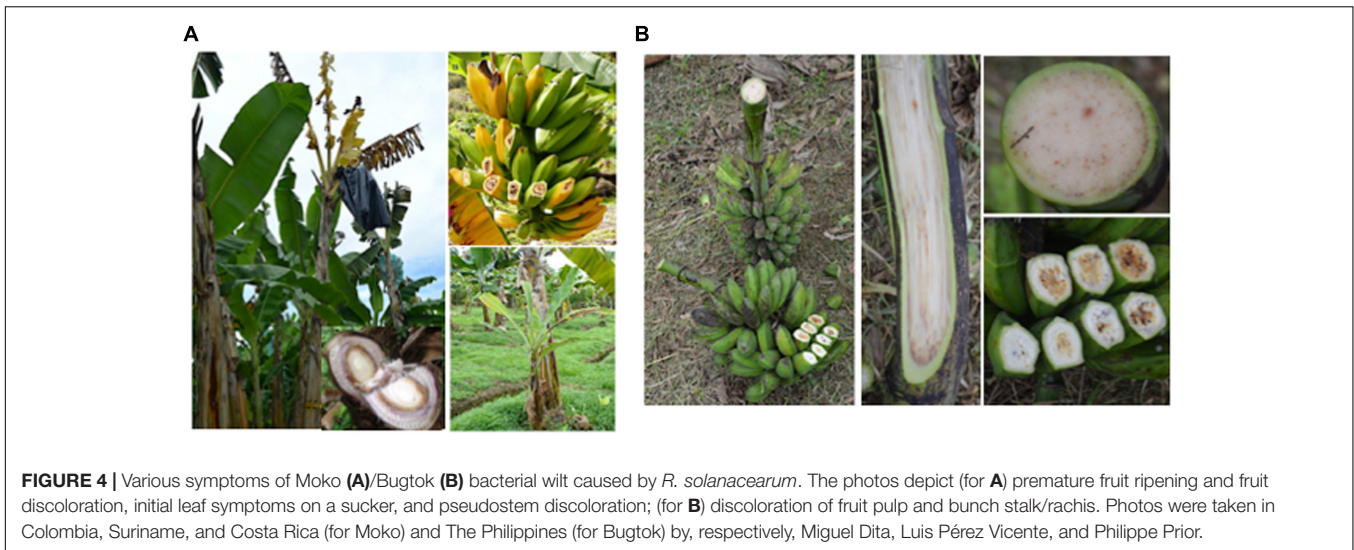 A
B
FIGURE 4 | Various symptoms of Moko (A)/Bugtok (B) bacterial wilt caused by R. solanacearum. The photos depict (for A) premature fruit ripening and fruit
discoloration, initial leaf symptoms on a sucker, and pseudostem discoloration; (for B) discoloration of fruit pulp and bunch stalk/rachis. Photos were taken in
Colombia, Suriname, and Costa Rica (for Moko) and The Philippines (for Bugtok) by, respectively, Miguel Dita, Luis Pérez Vicente, and Philippe Prior.